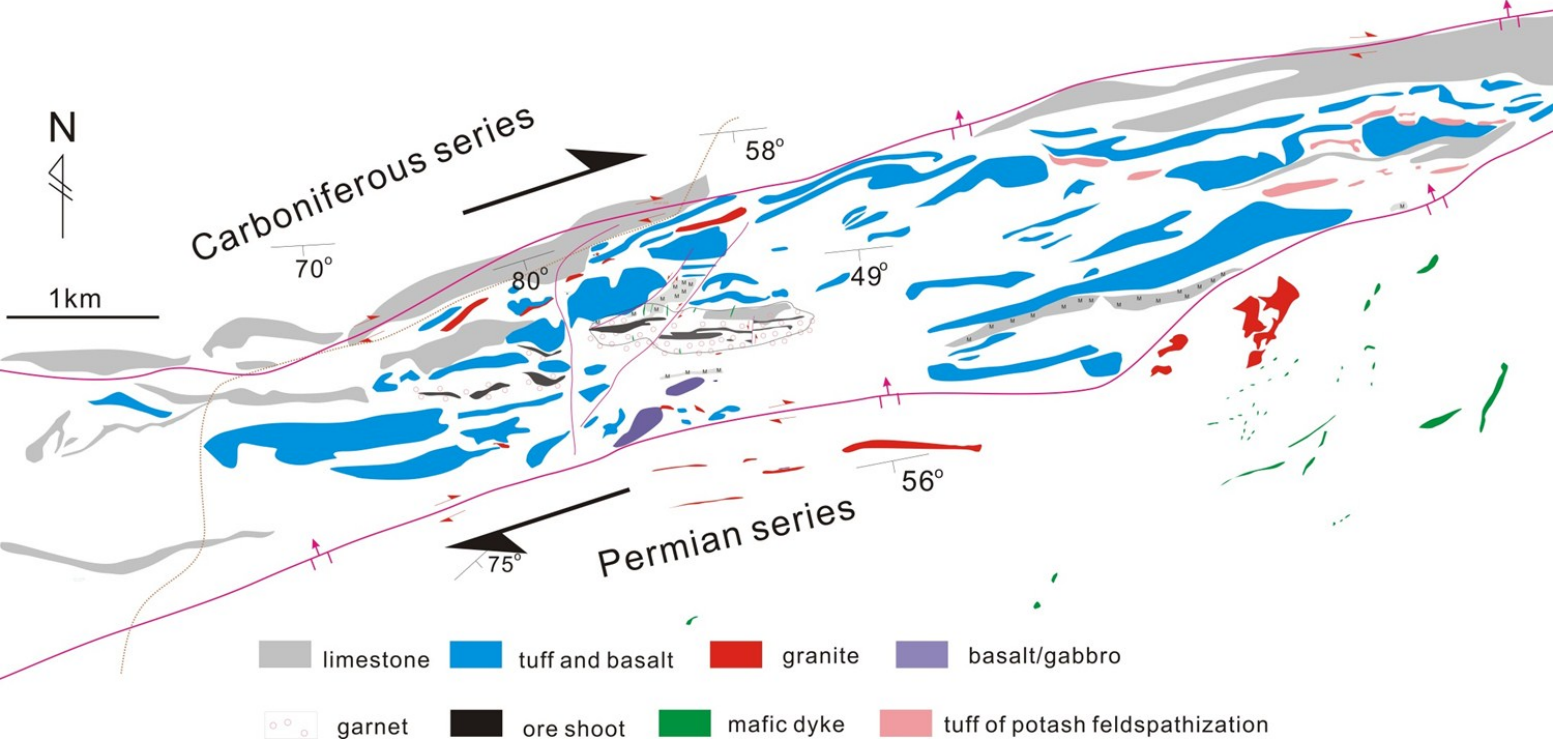 N
Carboniferous series
58°
70°
80°
49°
1km
M M M M M
M M M
M M M
M M M M
M M M M M M M M M M M
M
M
56°
75°
Permian series
limestone
tuff and basalt
granite
basalt/gabbro
garnet
ore shoot
mafic dyke
tuff of potash feldspathization